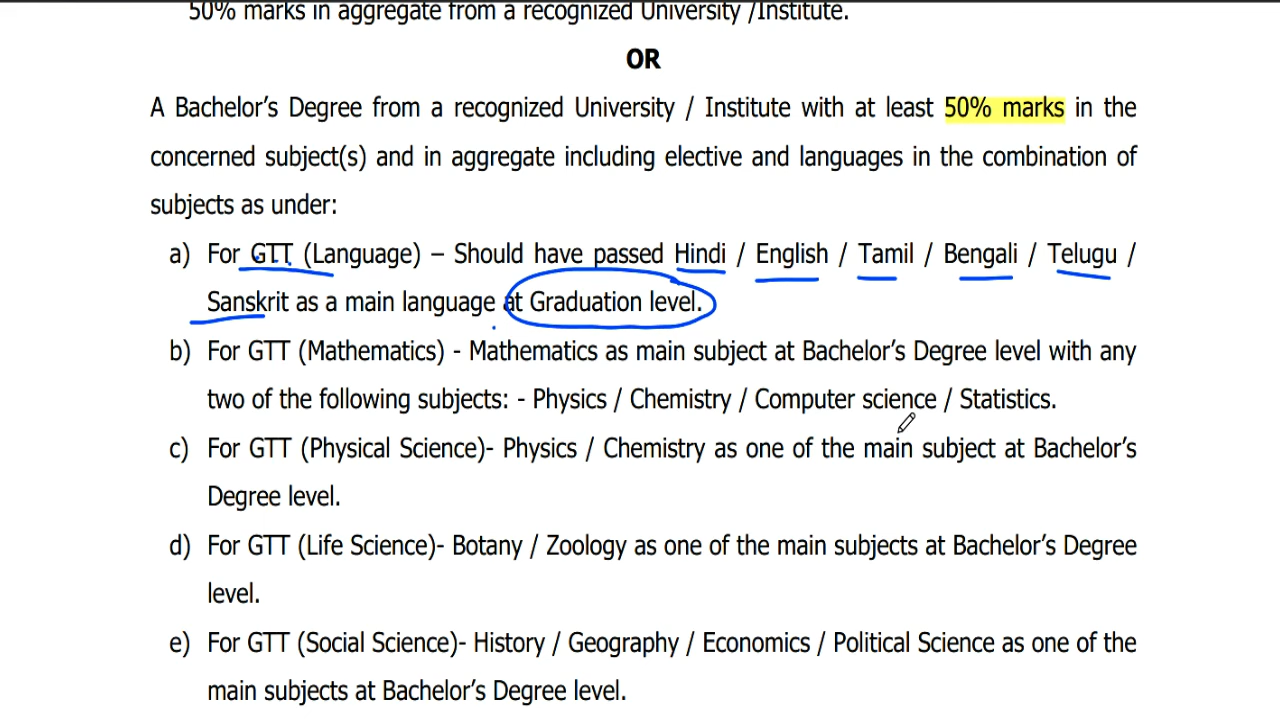 50% marks in aggregate from a recognized University /Institute.
OR
A Bachelor's Degree from a recognized University / Institute with at least 50% marks in the
concerned subject(s) and in aggregate including elective and languages in the combination of
subjects as under:
a) For GTT (Language) – Should have passed Hindi / English / Tamil / Bengali / Telugu /
Sanskrit as a main language at Graduation level.
b) For GTT (Mathematics) - Mathematics as main subject at Bachelor's Degree level with any
two of the following subjects: - Physics / Chemistry / Computer science / Statistics.
c) For GTT (Physical Science)- Physics / Chemistry as one of the main subject at Bachelor's
Degree level.
d) For GTT (Life Science)- Botany / Zoology as one of the main subjects at Bachelor's Degree
level.
e) For GTT (Social Science)- History / Geography / Economics / Political Science as one of the
main subjects at Bachelor's Degree level.